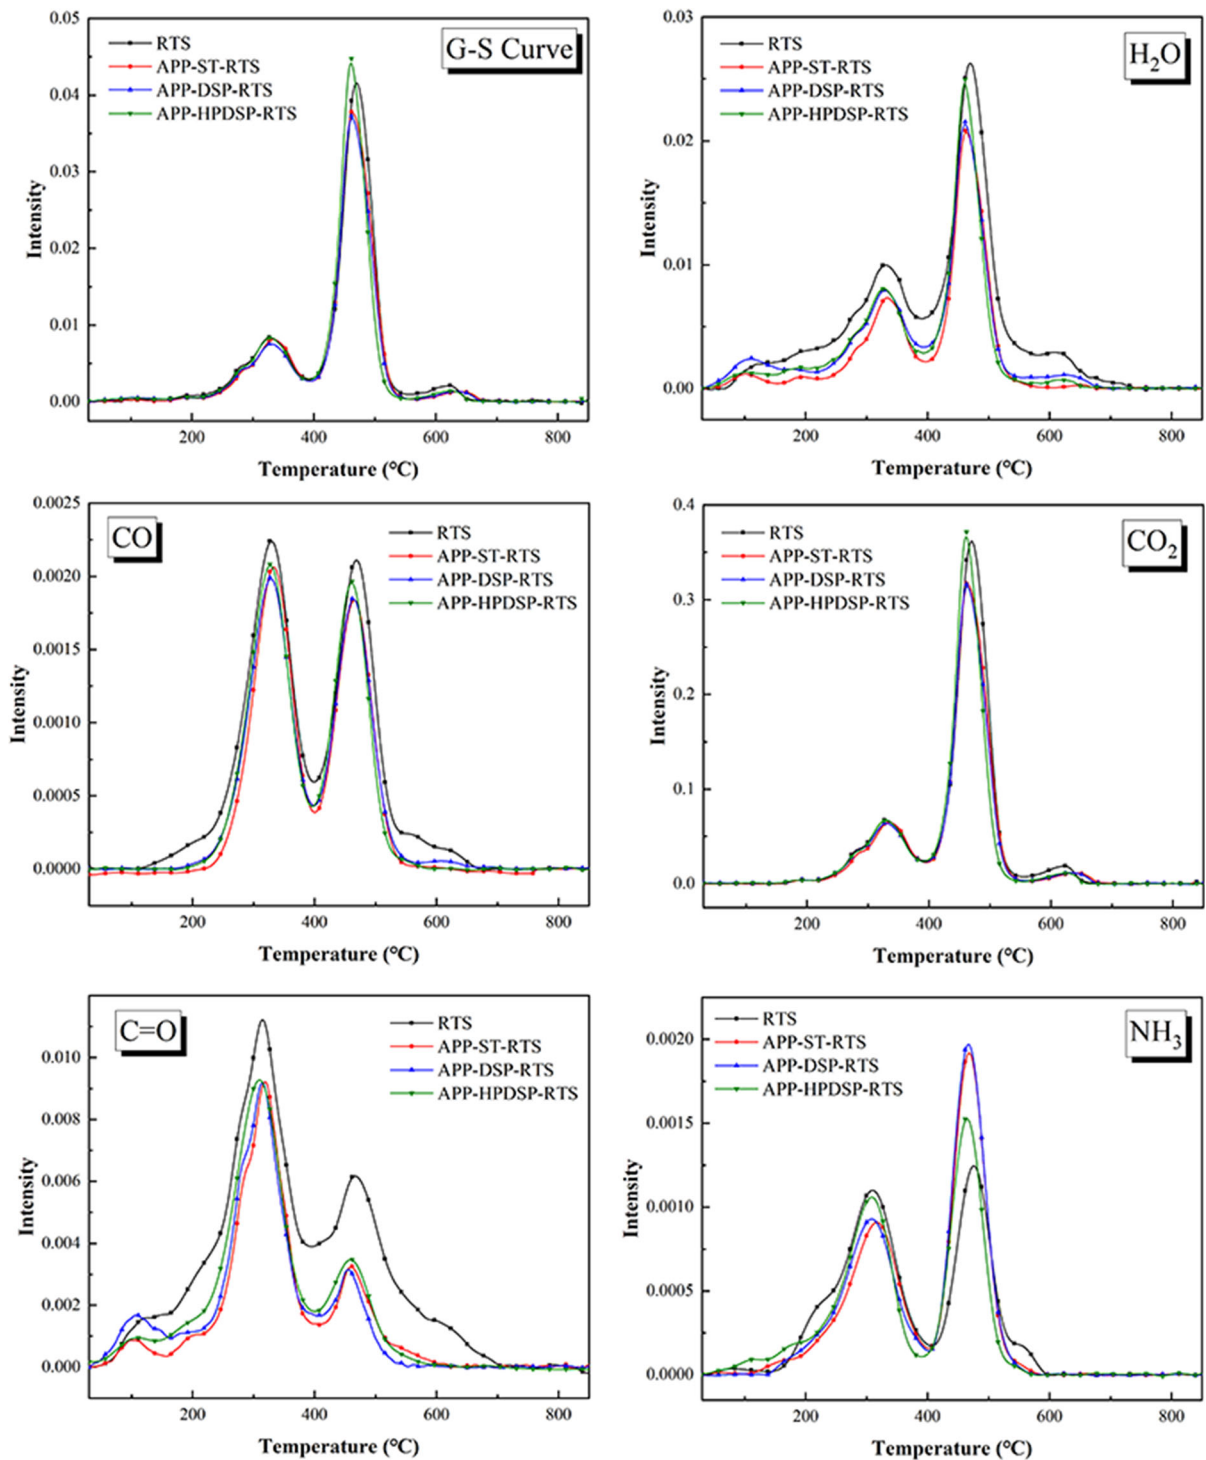 G-S Curve
RTS
APP-ST-RTS
APP-DSP-RTS
APP-HPDSP-RTS
Intensity
0.05
0.04
0.03
0.02
0.01
0.00
200 400 600 800
Temperature (℃)
H2O
RTS
APP-ST-RTS
APP-DSP-RTS
APP-HPDSP-RTS
Intensity
0.03
0.02
0.01
0.00
200 400 600 800
Temperature (℃)
CO
RTS
APP-ST-RTS
APP-DSP-RTS
APP-HPDSP-RTS
Intensity
0.0025
0.0020
0.0015
0.0010
0.0005
0.0000
200 400 600 800
Temperature (℃)
CO2
RTS
APP-ST-RTS
APP-DSP-RTS
APP-HPDSP-RTS
Intensity
0.4
0.3
0.2
0.1
0.0
200 400 600 800
Temperature (℃)
C=O
RTS
APP-ST-RTS
APP-DSP-RTS
APP-HPDSP-RTS
Intensity
0.010
0.008
0.006
0.004
0.002
0.000
200 400 600 800
Temperature (℃)
NH3
RTS
APP-ST-RTS
APP-DSP-RTS
APP-HPDSP-RTS
Intensity
0.0020
0.0015
0.0010
0.0005
0.0000
200 400 600 800
Temperature (℃)